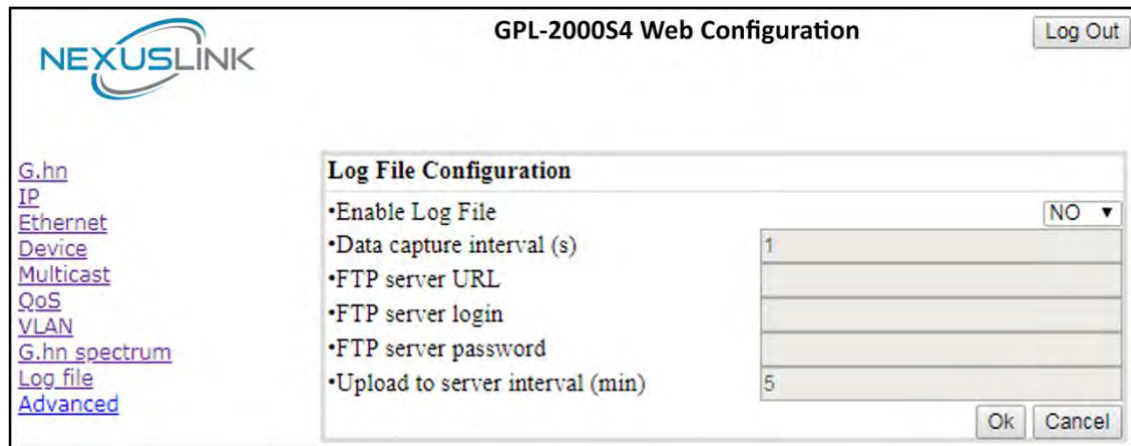 NEXUSLINK
GPL-2000S4 Web Configuration
Log Out
G.hn
IP
Ethernet
Device
Multicast
QoS
VLAN
G.hn spectrum
Log file
Advanced
Log File Configuration
•Enable Log File NO
•Data capture interval (s) 1
•FTP server URL
•FTP server login
•FTP server password
•Upload to server interval (min) 5
Ok Cancel